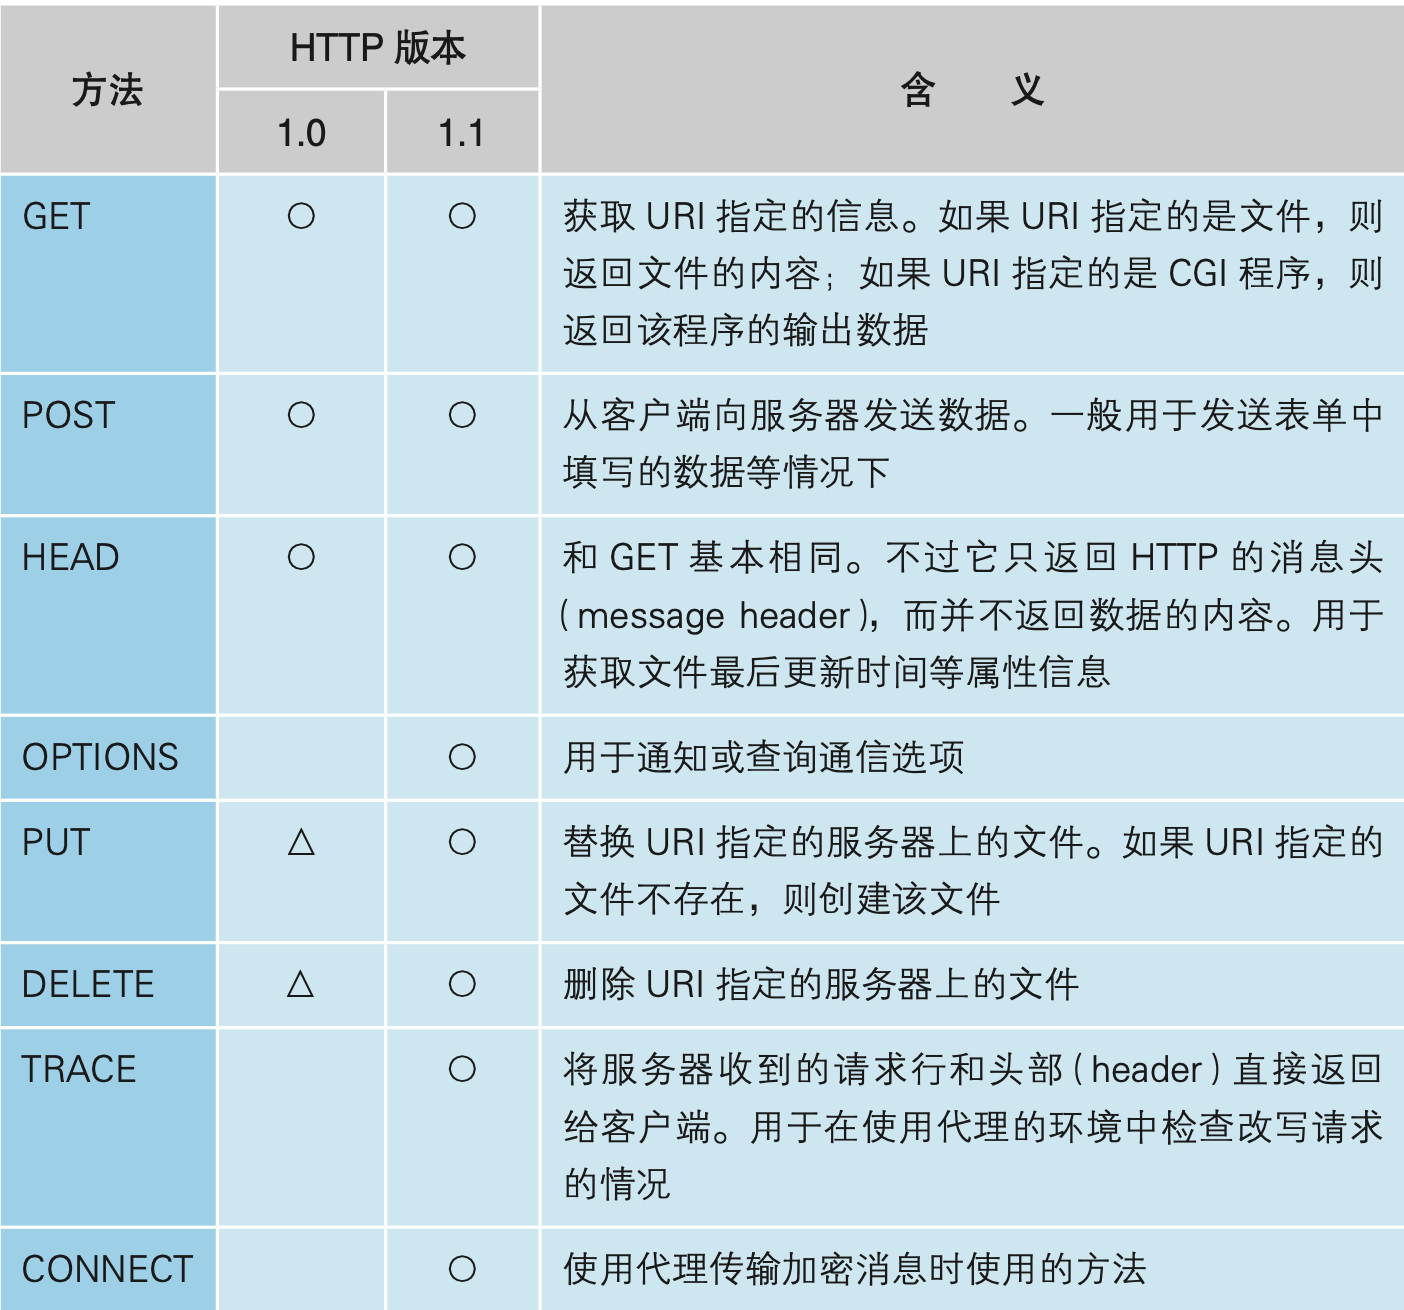 方法
HTTP 版本
含 义
1.0
1.1
GET
○
○
获取 URI 指定的信息。如果 URI 指定的是文件，则
返回文件的内容；如果 URI 指定的是 CGI 程序，则
返回该程序的输出数据
POST
○
○
从客户端向服务器发送数据。一般用于发送表单中
填写的数据等情况下
HEAD
○
○
和 GET 基本相同。不过它只返回 HTTP 的消息头
（message header），而并不返回数据的内容。用于
获取文件最后更新时间等属性信息
OPTIONS
○
用于通知或查询通信选项
PUT
△
○
替换 URI 指定的服务器上的文件。如果 URI 指定的
文件不存在，则创建该文件
DELETE
△
○
删除 URI 指定的服务器上的文件
TRACE
○
将服务器收到的请求行和头部（header）直接返回
给客户端。用于在使用代理的环境中检查改写请求
的情况
CONNECT
○
使用代理传输加密消息时使用的方法